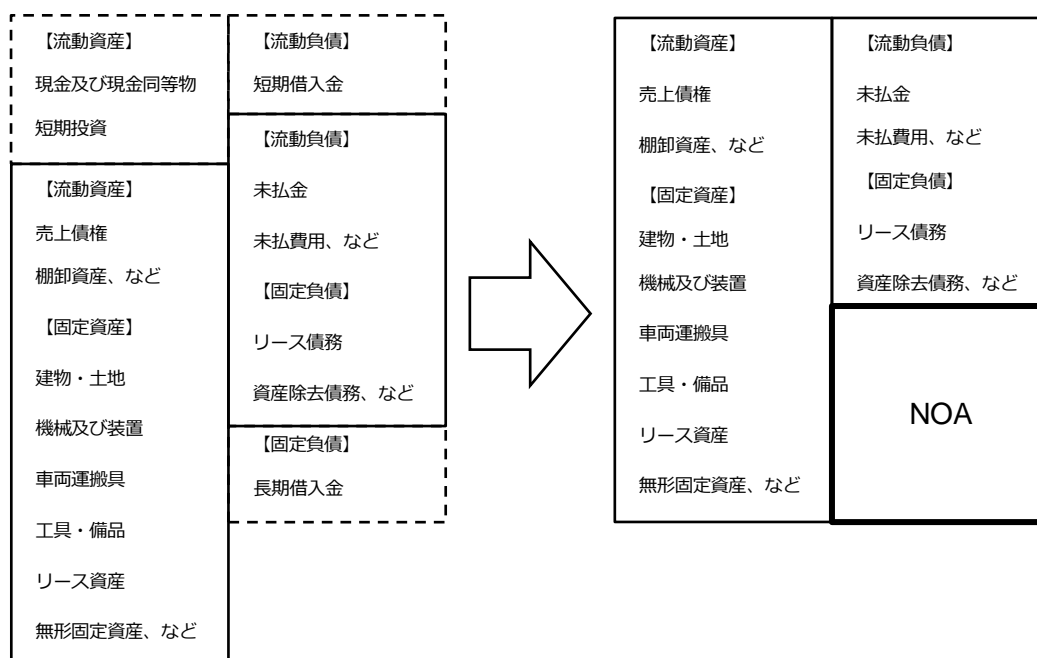 【流動資産】
現金及び現金同等物
短期投資
【流動資産】
売上債権
棚卸資産、など
【固定資産】
建物・土地
機械及び装置
車両運搬具
工具・備品
リース資産
無形固定資産、など
【流動負債】
短期借入金
【流動負債】
未払金
未払費用、など
【固定負債】
リース債務
資産除去債務、など
【固定負債】
長期借入金
【流動資産】
売上債権
棚卸資産、など
【固定資産】
建物・土地
機械及び装置
車両運搬具
工具・備品
リース資産
無形固定資産、など
【流動負債】
未払金
未払費用、など
【固定負債】
リース債務
資産除去債務、など
NOA